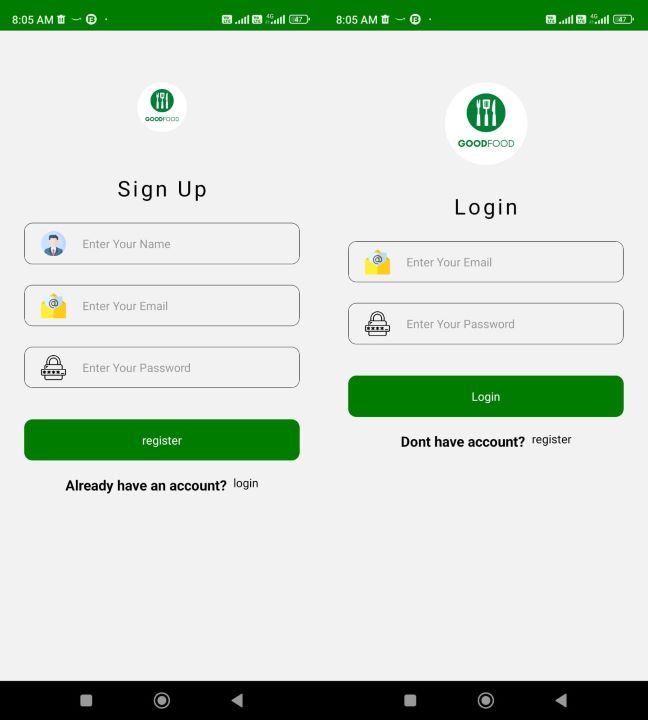 8:05 AM
4G
47
GOODFOOD
Sign Up
Enter Your Name
Enter Your Email
Enter Your Password
register
Already have an account? login
8:05 AM
4G
47
GOODFOOD
Login
Enter Your Email
Enter Your Password
Login
Dont have account? register